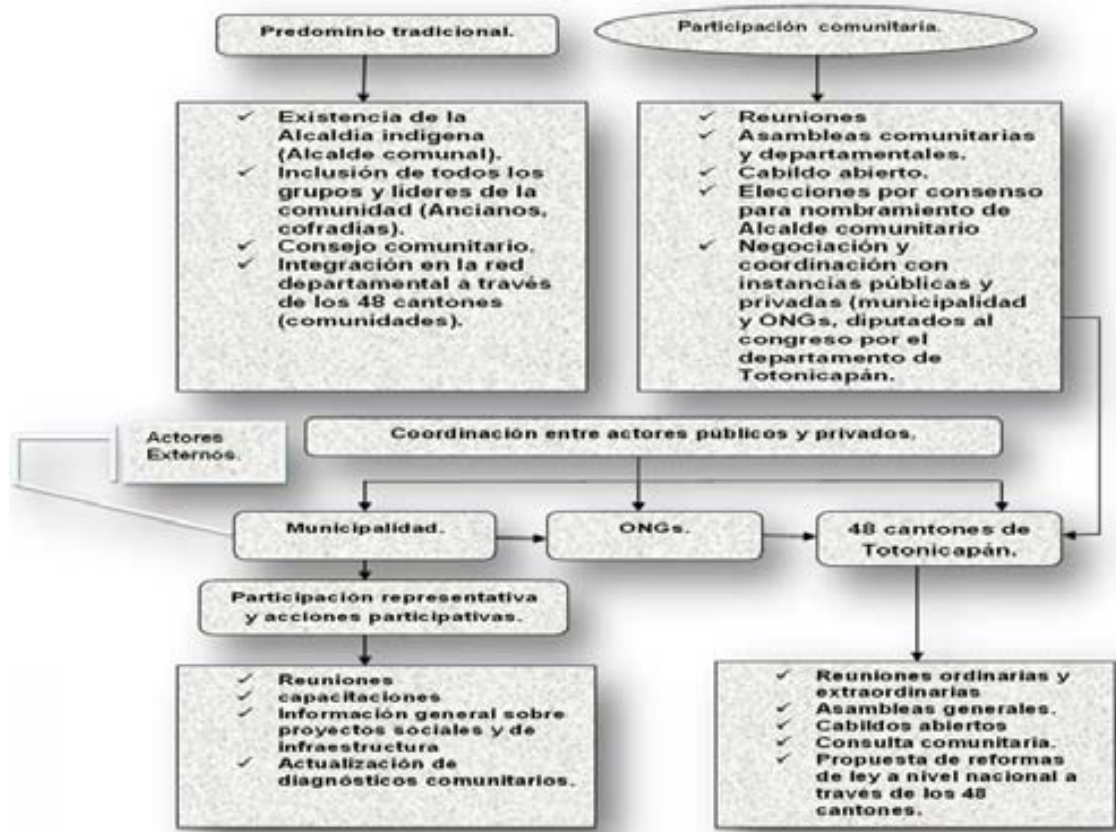 Predominio tradicional.
Participación comunitaria.
✓ Existencia de la
Alcaldía indigena
(Alcalde comunal).
✓ Inclusión de todos los
grupos y lideres de la
comunidad (Ancianos,
cofradías).
✓ Consejo comunitario.
✓ Integración en la red
departamental a través
de los 48 cantones
(comunidades).
✓ Reuniones
✓ Asambleas comunitarias
y departamentales.
✓ Cabildo abierto.
✓ Elecciones por consenso
para nombramiento de
Alcalde comunitario
✓ Negociación y
coordinación con
instancias públicas y
privadas (municipalidad
y ONGs, diputados al
congreso por el
departamento de
Totonicapán.
Actores
Externos.
Coordinación entre actores públicos y privados.
Municipalidad.
ONGs.
48 cantones de
Totonicapán.
Participación representativa
y acciones participativas.
✓ Reuniones
✓ capacitaciones
✓ Información general sobre
proyectos sociales y de
infraestructura
✓ Actualización de
diagnósticos comunitarios.
✓ Reuniones ordinarias y
extraordinarias
✓ Asambleas generales.
✓ Cabildos abiertos
✓ Consulta comunitaria.
✓ Propuesta de reformas
de ley a nivel nacional a
través de los 48
cantones.